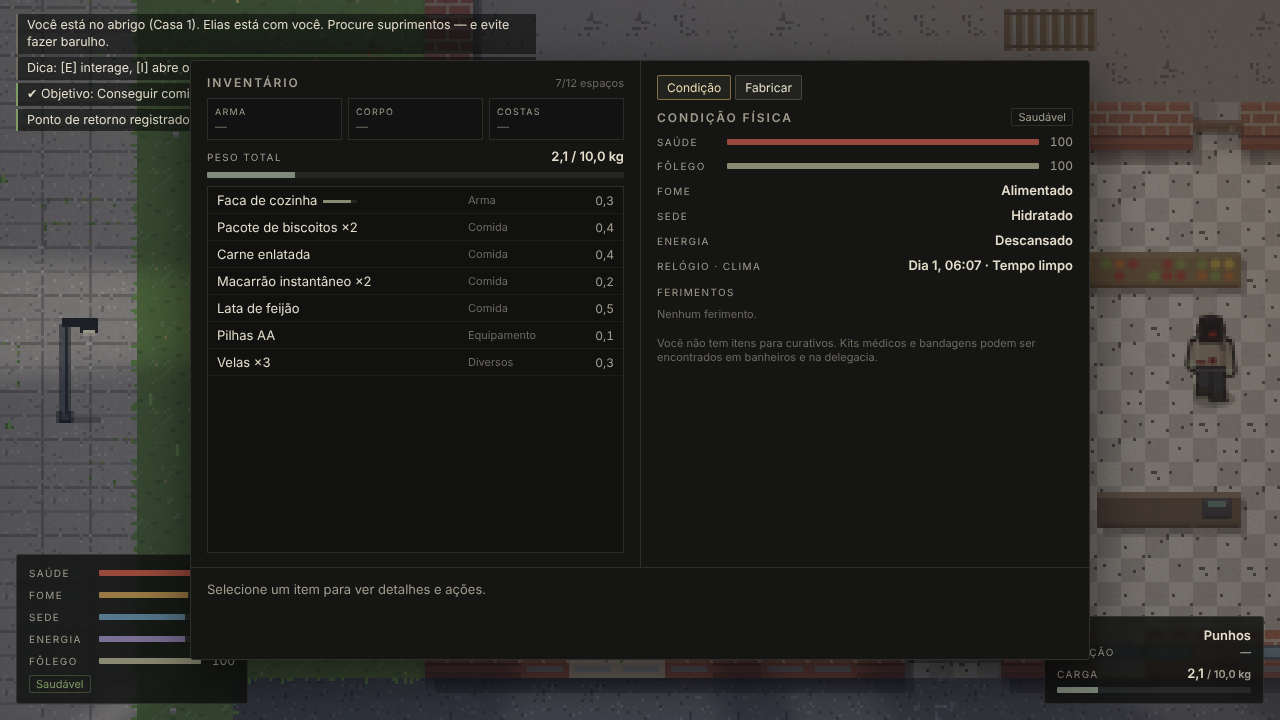 Você está no abrigo (Casa 1). Elias está com você. Procure suprimentos — e evite
fazer barulho.
Dica: [E] interage, [I] abre o
✔ Objetivo: Conseguir comi
Ponto de retorno registrado
INVENTÁRIO
7/12 espaços
ARMA
—
CORPO
—
COSTAS
—
PESO TOTAL
2,1 / 10,0 kg
Faca de cozinha Arma 0,3
Pacote de biscoitos ×2 Comida 0,4
Carne enlatada Comida 0,4
Macarrão instantâneo ×2 Comida 0,2
Lata de feijão Comida 0,5
Pilhas AA Equipamento 0,1
Velas ×3 Diversos 0,3
Condição Fabricar
CONDIÇÃO FÍSICA Saudável
SAÚDE 100
FÔLEGO 100
FOME Alimentado
SEDE Hidratado
ENERGIA Descansado
RELÓGIO · CLIMA Dia 1, 06:07 · Tempo limpo
FERIMENTOS
Nenhum ferimento.
Você não tem itens para curativos. Kits médicos e bandagens podem ser
encontrados em banheiros e na delegacia.
Selecione um item para ver detalhes e ações.
SAÚDE
FOME
SEDE
ENERGIA
FÔLEGO 100
Saudável
Punhos
ÇÃO —
CARGA 2,1 / 10,0 kg